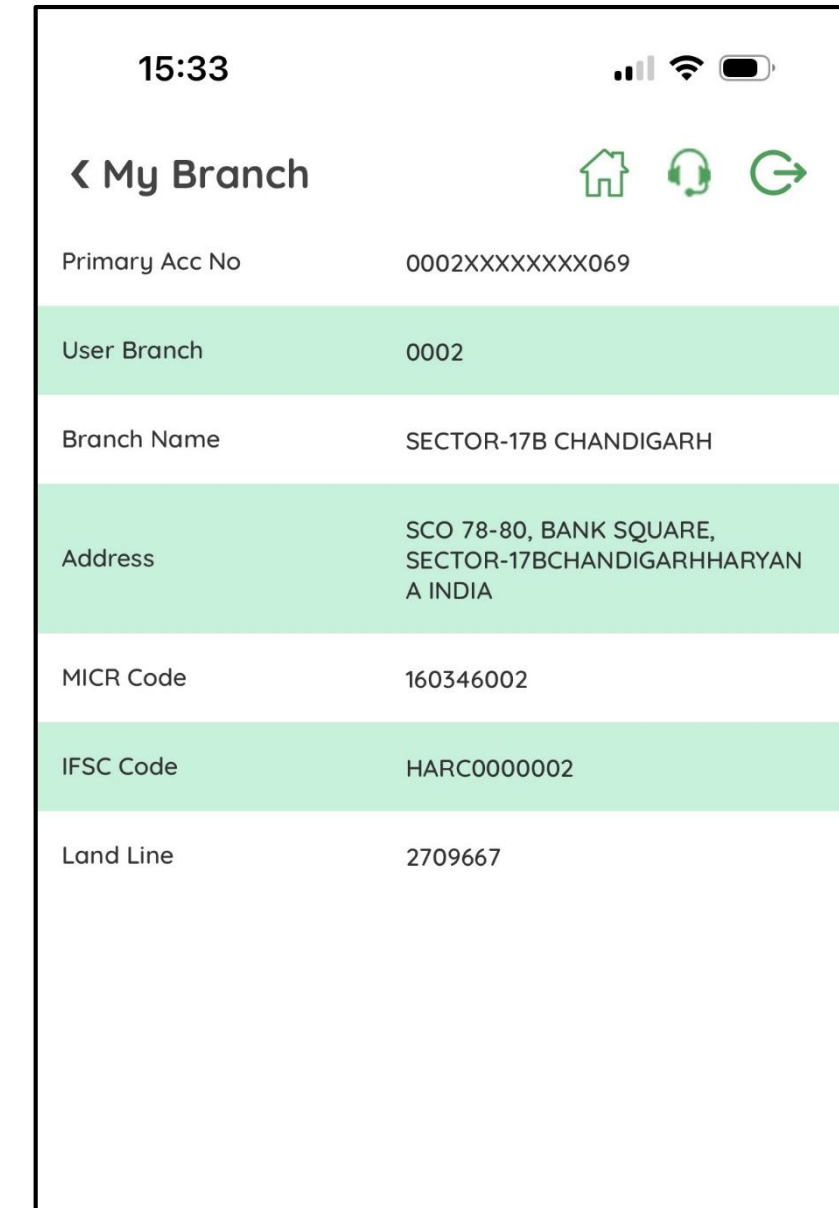 15:33
My Branch
Primary Acc No 0002XXXXXXXX069
User Branch 0002
Branch Name SECTOR-17B CHANDIGARH
Address SCO 78-80, BANK SQUARE,
SECTOR-17BCHANDIGARHHARYAN
A INDIA
MICR Code 160346002
IFSC Code HARC0000002
Land Line 2709667